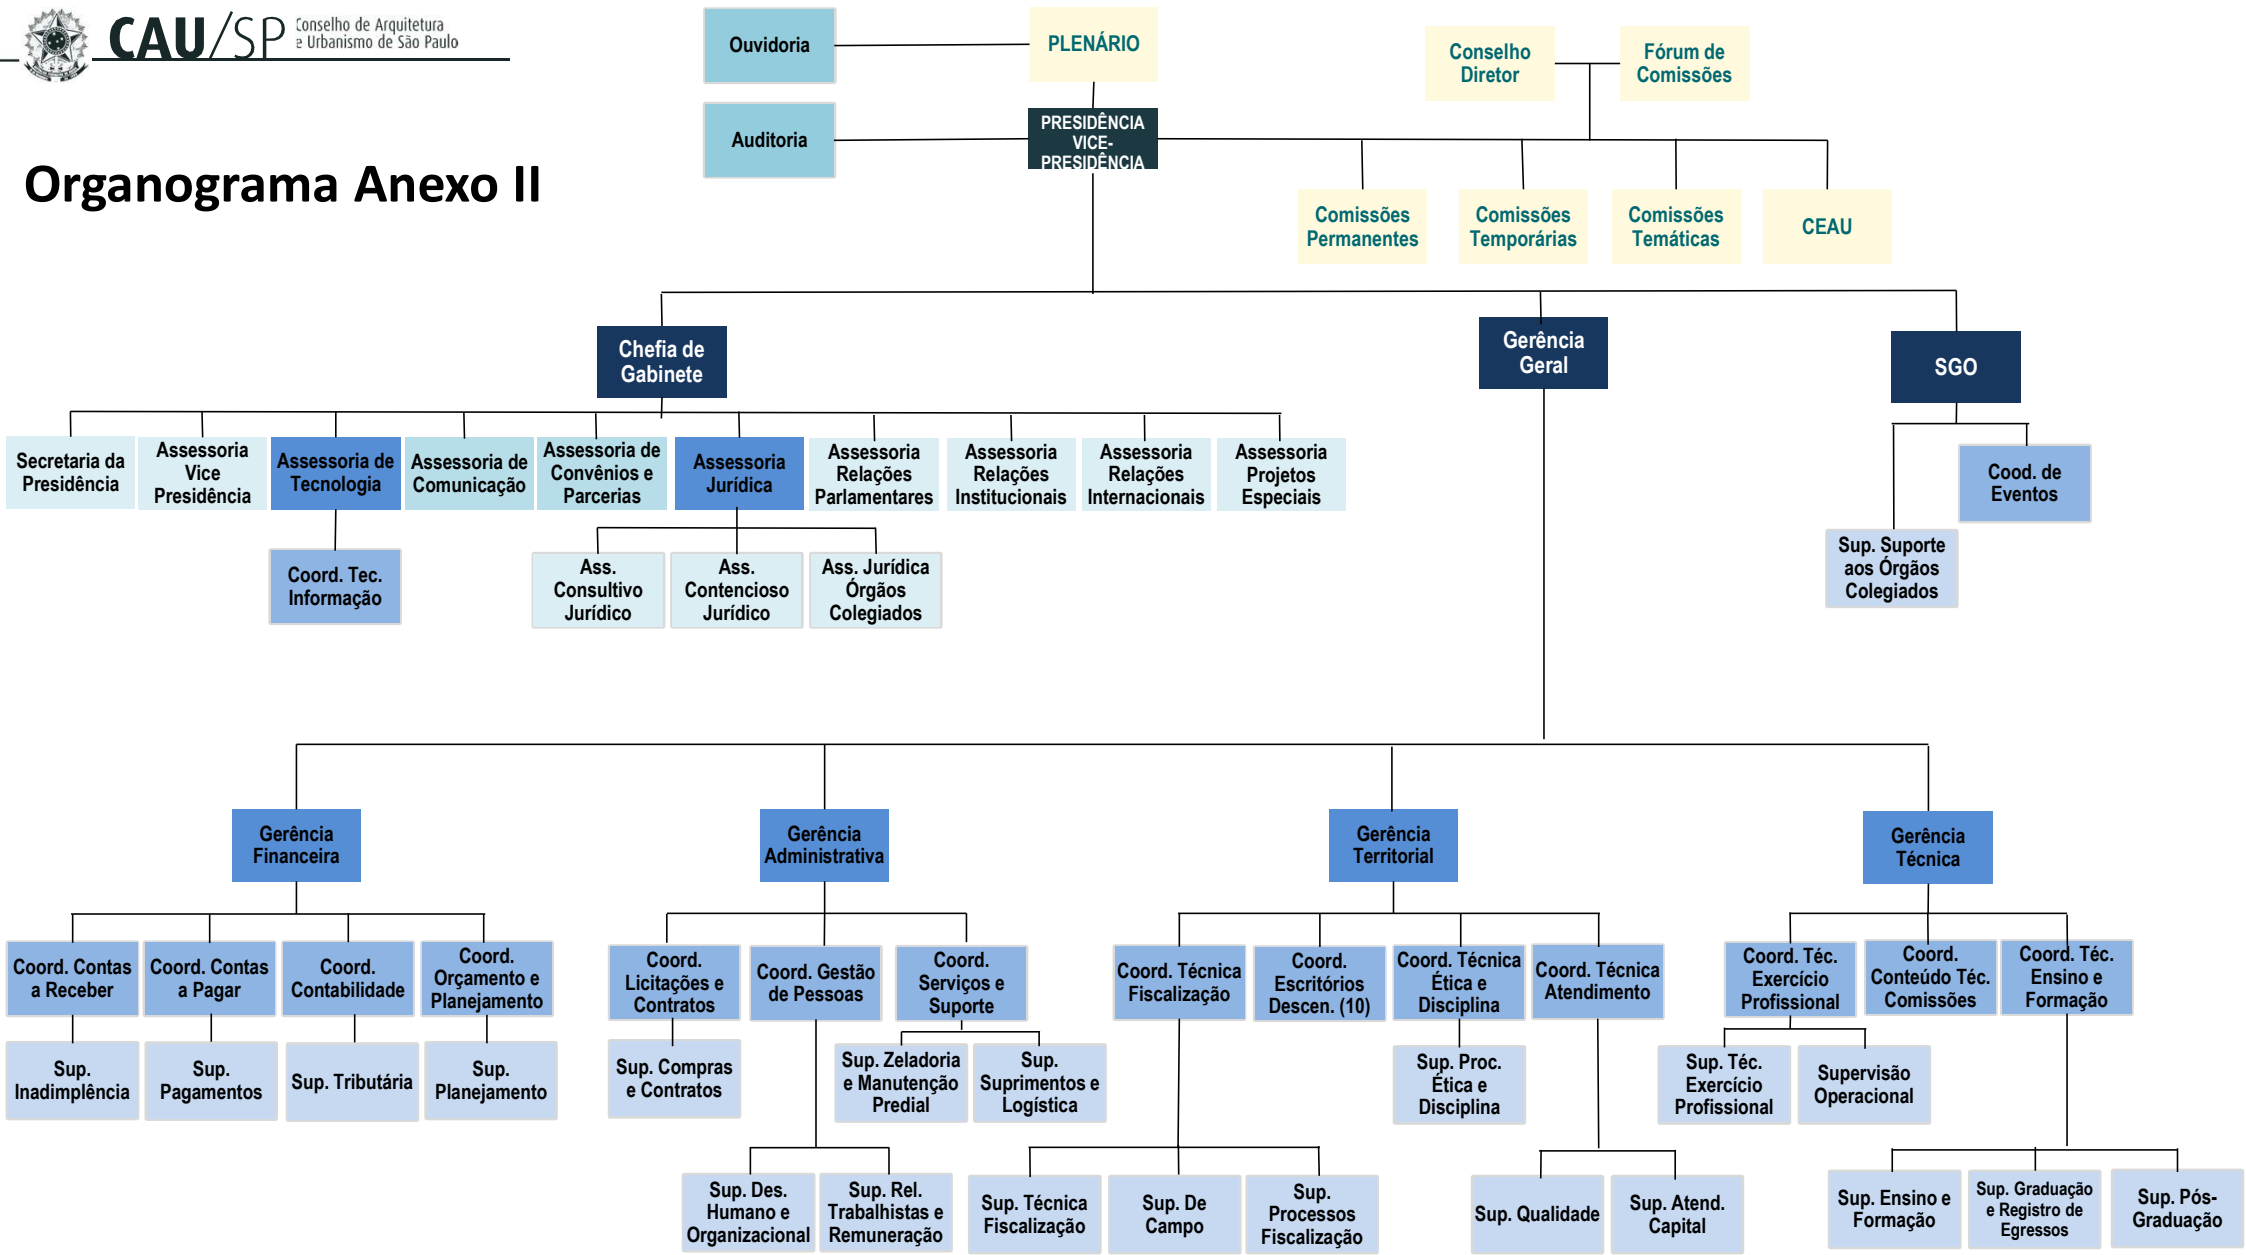 CAU/SP Conselho de Arquitetura
e Urbanismo de São Paulo
Organograma Anexo II
Ouvidoria
PLENÁRIO
Conselho
Diretor
Fórum de
Comissões
Auditoria
PRESIDÊNCIA
VICE-
PRESIDÊNCIA
Comissões
Permanentes
Comissões
Temporárias
Comissões
Temáticas
CEAU
Chefia de
Gabinete
Gerência
Geral
SGO
Secretaria da
Presidência
Assessoria
Vice
Presidência
Assessoria de
Tecnologia
Assessoria de
Comunicação
Assessoria de
Convênios e
Parcerias
Assessoria
Jurídica
Assessoria
Relações
Parlamentares
Assessoria
Relações
Institucionais
Assessoria
Relações
Internacionais
Assessoria
Projetos
Especiais
Cood. de
Eventos
Coord. Tec.
Informação
Ass.
Consultivo
Jurídico
Ass.
Contencioso
Jurídico
Ass. Jurídica
Órgãos
Colegiados
Sup. Suporte
aos Órgãos
Colegiados
Gerência
Financeira
Gerência
Administrativa
Gerência
Territorial
Gerência
Técnica
Coord. Contas
a Receber
Coord. Contas
a Pagar
Coord.
Contabilidade
Coord.
Orçamento e
Planejamento
Coord.
Licitações e
Contratos
Coord. Gestão
de Pessoas
Coord.
Serviços e
Suporte
Coord. Técnica
Fiscalização
Coord.
Escritórios
Descen. (10)
Coord. Técnica
Ética e
Disciplina
Coord. Técnica
Atendimento
Coord. Téc.
Exercício
Profissional
Coord.
Conteúdo Téc.
Comissões
Coord. Téc.
Ensino e
Formação
Sup.
Inadimplência
Sup.
Pagamentos
Sup. Tributária
Sup.
Planejamento
Sup. Compras
e Contratos
Sup. Zeladoria
e Manutenção
Predial
Sup.
Suprimentos e
Logística
Sup. Proc.
Ética e
Disciplina
Sup. Téc.
Exercício
Profissional
Supervisão
Operacional
Sup. Des.
Humano e
Organizacional
Sup. Rel.
Trabalhistas e
Remuneração
Sup. Técnica
Fiscalização
Sup. De
Campo
Sup.
Processos
Fiscalização
Sup. Qualidade
Sup. Atend.
Capital
Sup. Ensino e
Formação
Sup. Graduação
e Registro de
Egressos
Sup. Pós-
Graduação